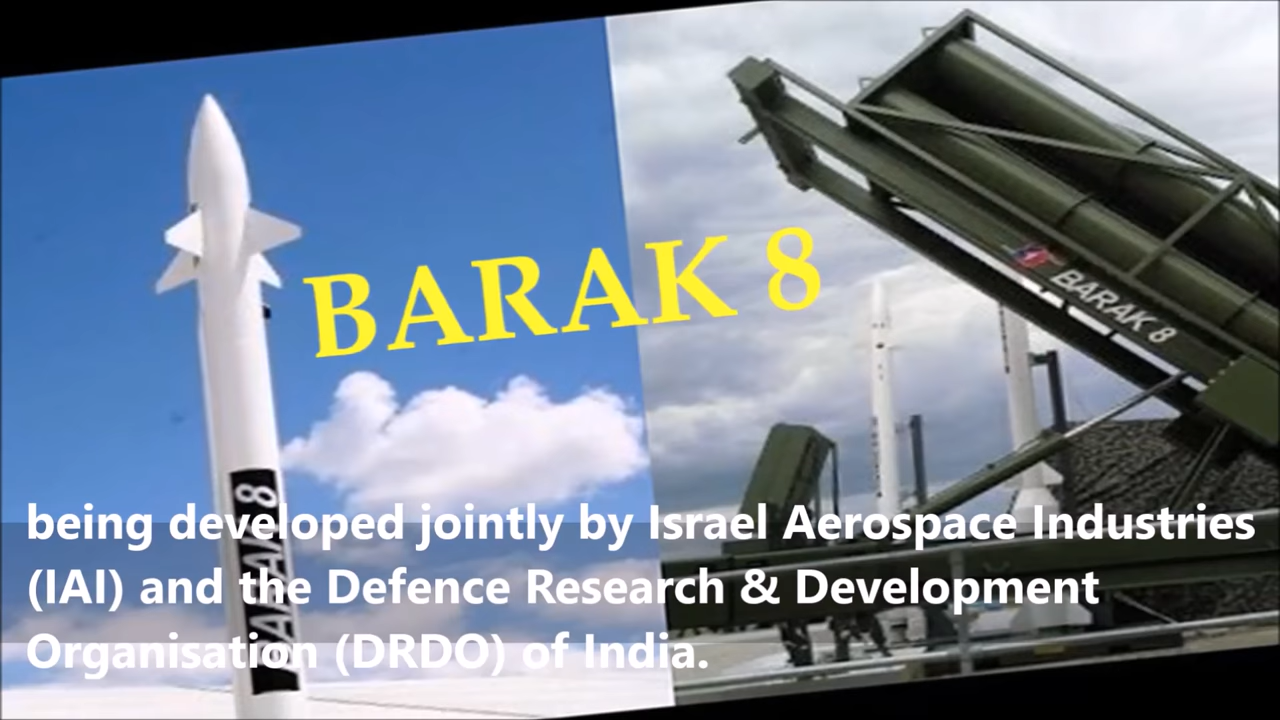 BARAK 8
BARAK 8
BARAK 8
being developed jointly by Israel Aerospace Industries
(IAI) and the Defence Research & Development
Organisation (DRDO) of India.